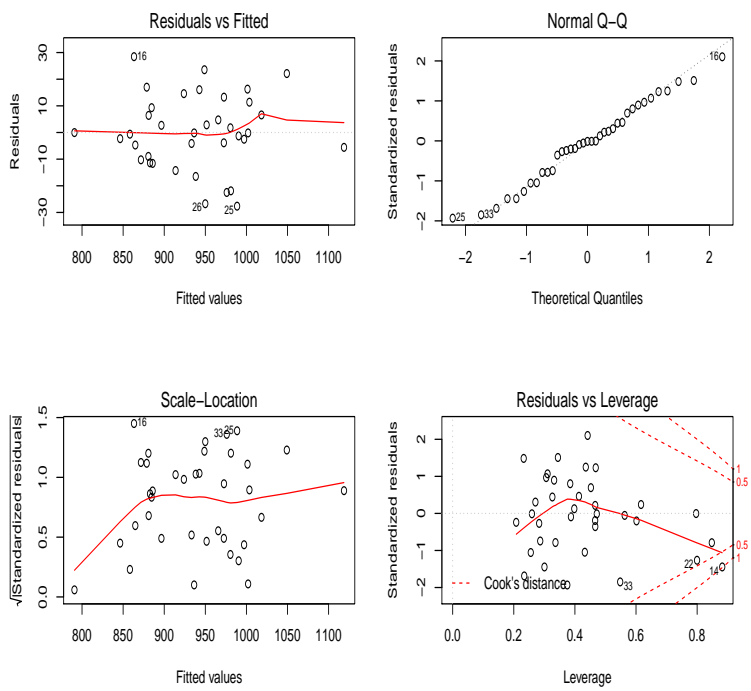 Residuals vs Fitted
Residuals
30
10
−10
−30
16
26
25
800 850 900 950 1000 1050 1100
Fitted values
Normal Q−Q
Standardized residuals
2
1
0
−1
−2
16
25
33
−2 −1 0 1 2
Theoretical Quantiles
Scale−Location
√|Standardized residuals|
1.5
1.0
0.5
0.0
16
33
25
800 850 900 950 1000 1050 1100
Fitted values
Residuals vs Leverage
Standardized residuals
2
1
0
−1
−2
1
0.5
0.5
1
22
14
33
Cook's distance
0.0 0.2 0.4 0.6 0.8
Leverage